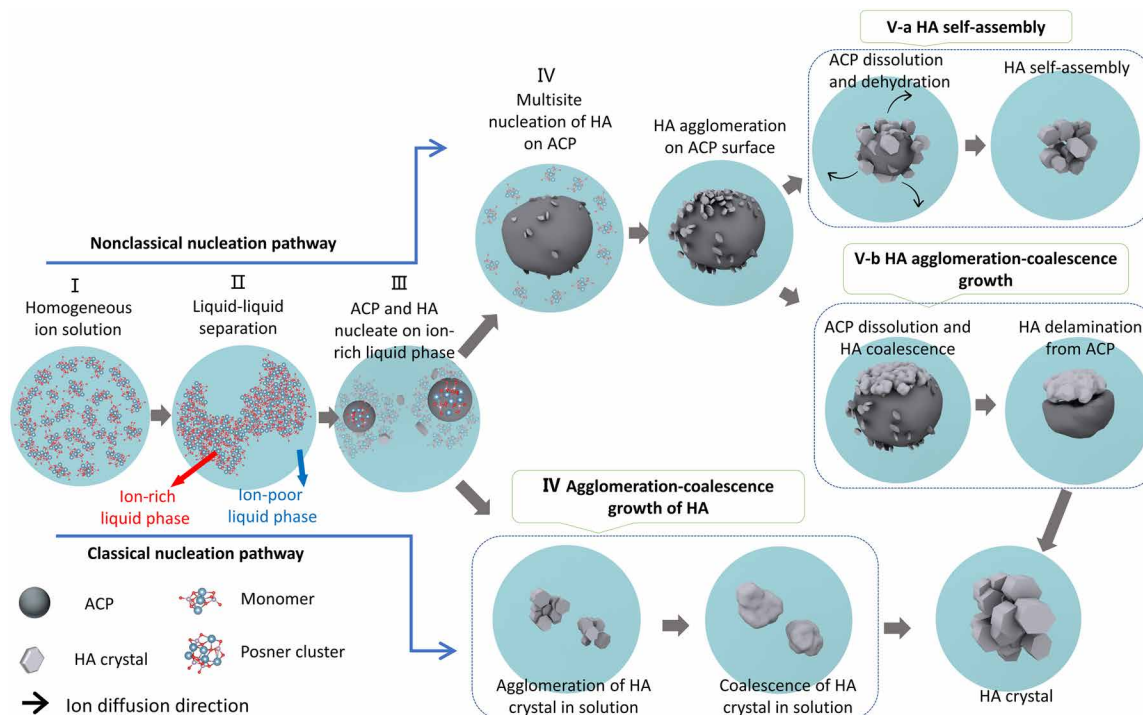 V-a HA self-assembly
ACP dissolution
and dehydration
HA self-assembly
IV
Multisite
nucleation of HA
on ACP
HA agglomeration
on ACP surface
Nonclassical nucleation pathway
V-b HA agglomeration-coalescence
growth
I
Homogeneous
ion solution
II
Liquid-liquid
separation
III
ACP and HA
nucleate on ion-
rich liquid phase
ACP dissolution and
HA coalescence
HA delamination
from ACP
Ion-rich
liquid phase
Ion-poor
liquid phase
IV Agglomeration-coalescence
growth of HA
Classical nucleation pathway
ACP
Monomer
HA crystal
Posner cluster
Ion diffusion direction
Agglomeration of HA
crystal in solution
Coalescence of HA
crystal in solution
HA crystal